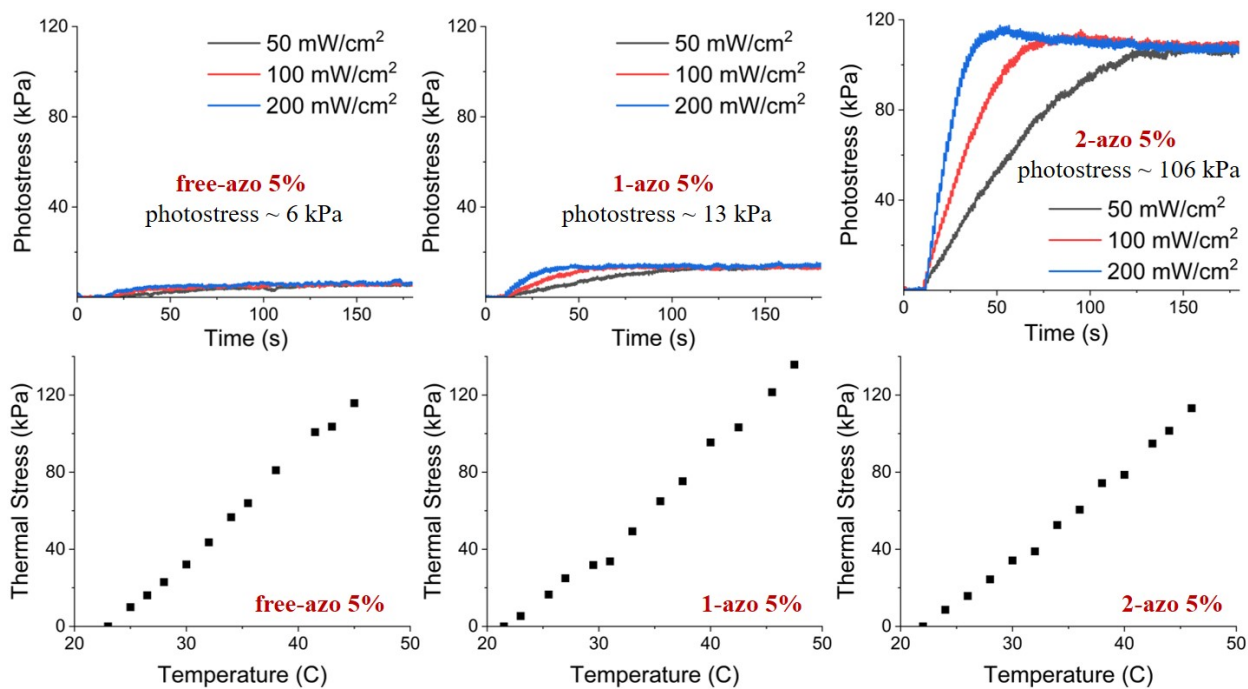 120
80
40
Photostress (kPa)
50 mW/cm²
100 mW/cm²
200 mW/cm²
free-azo 5%
photostress ~ 6 kPa
0
50
100
150
Time (s)
120
80
40
Photostress (kPa)
50 mW/cm²
100 mW/cm²
200 mW/cm²
1-azo 5%
photostress ~ 13 kPa
0
50
100
150
Time (s)
120
80
40
Photostress (kPa)
2-azo 5%
photostress ~ 106 kPa
50 mW/cm²
100 mW/cm²
200 mW/cm²
0
50
100
150
Time (s)
120
80
40
0
Thermal Stress (kPa)
free-azo 5%
20
30
40
50
Temperature (C)
120
80
40
0
Thermal Stress (kPa)
1-azo 5%
20
30
40
50
Temperature (C)
120
80
40
0
Thermal Stress (kPa)
2-azo 5%
20
30
40
50
Temperature (C)